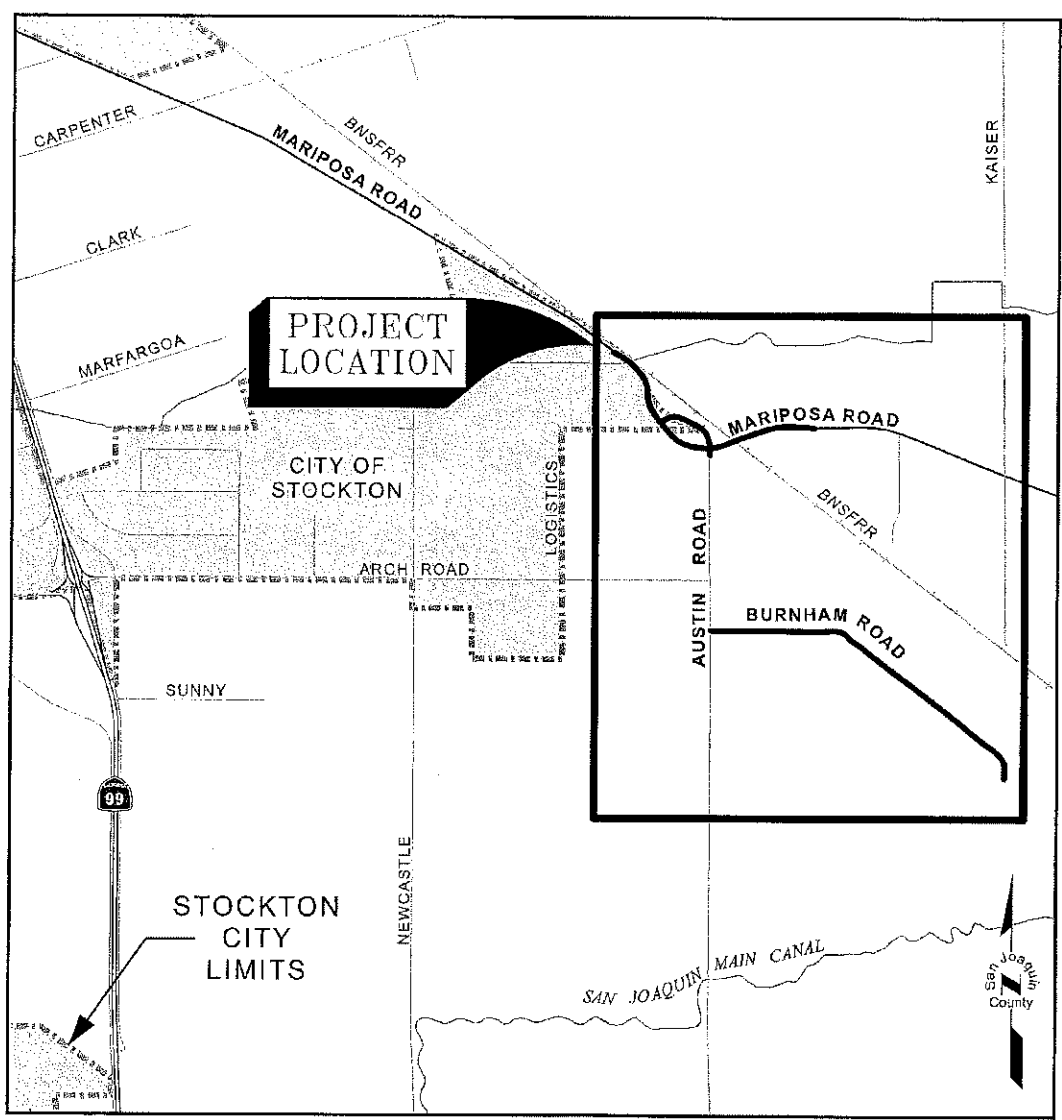 CARPENTER
BNSFRR
MARIPOSA ROAD
KAISER
CLARK
PROJECT
LOCATION
MARFARGOA
MARIPOSA ROAD
CITY OF
STOCKTON
LOGISTICS
BNSFRR
ARCH ROAD
AUSTIN ROAD
BURNHAM ROAD
SUNNY
99
NEWCASTLE
STOCKTON
CITY
LIMITS
SAN JOAQUIN MAIN CANAL
San Joaquin
County